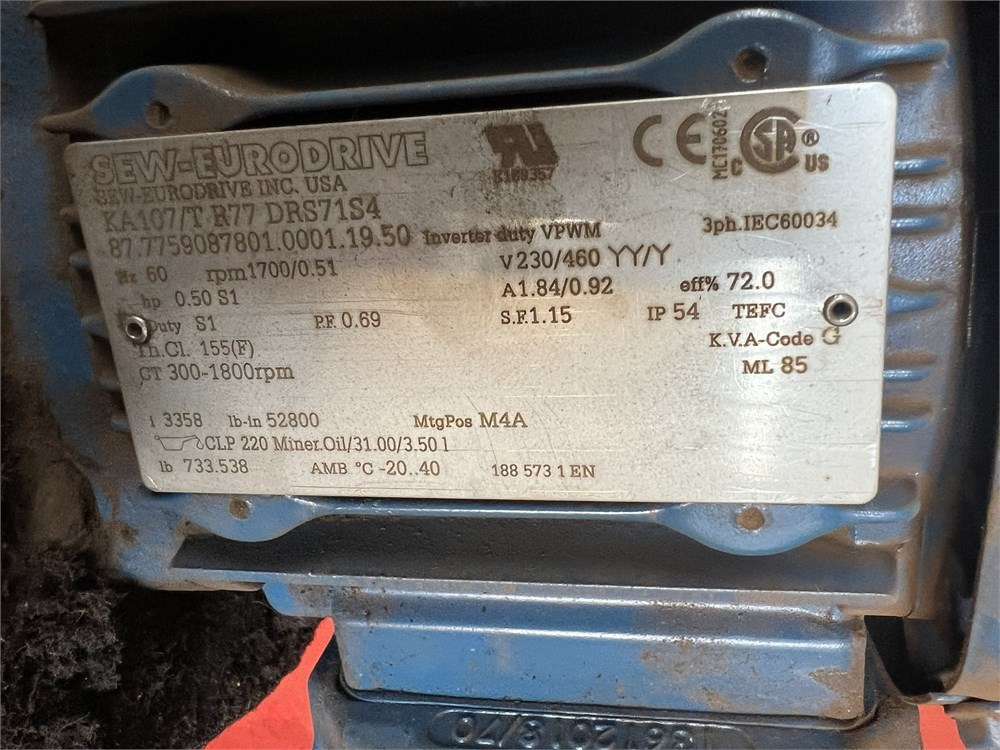 SEW-EURODRIVE
SEW-EURODRIVE INC. USA
E189357
CE
MC170602
C SA ® US
KA107/T R77 DRS71S4
87.7759087801.0001.19.50 Inverter duty VPWM 3ph.IEC60034
Hz 60 rpm1700/0.51 V230/460 YY/Y
hp 0.50 S1 A1.84/0.92 eff% 72.0
Duty S1 P.F. 0.69 S.F.1.15 IP 54 TEFC
Th.Cl. 155(F) K.V.A-Code G
CT 300-1800rpm ML 85
i 3358 lb-in 52800 MtgPos M4A
CLP 220 Miner.Oil/31.00/3.50 l
lb 733.538 AMB °C -20..40 188 573 1 EN